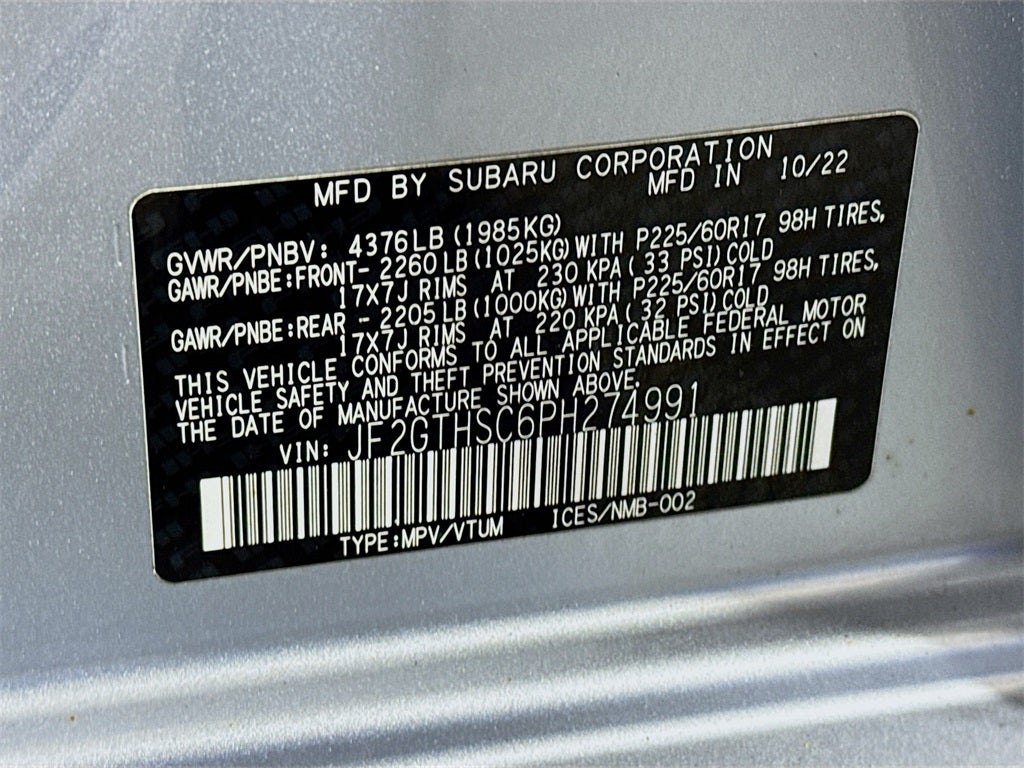 MFD BY SUBARU CORPORATION
MFD IN 10/22
GVWR/PNBV: 4376LB (1985KG)
GAWR/PNBE:FRONT- 2260LB(1025KG)WITH P225/60R17 98H TIRES,
17X7J RIMS AT 230 KPA( 33 PSI)COLD
GAWR/PNBE:REAR - 2205LB(1000KG)WITH P225/60R17 98H TIRES,
17X7J RIMS AT 220 KPA( 32 PSI)COLD
THIS VEHICLE CONFORMS TO ALL APPLICABLE FEDERAL MOTOR
VEHICLE SAFETY AND THEFT PREVENTION STANDARDS IN EFFECT ON
THE DATE OF MANUFACTURE SHOWN ABOVE.
VIN: JF2GTHSC6PH274991
TYPE:MPV/VTUM ICES/NMB-002